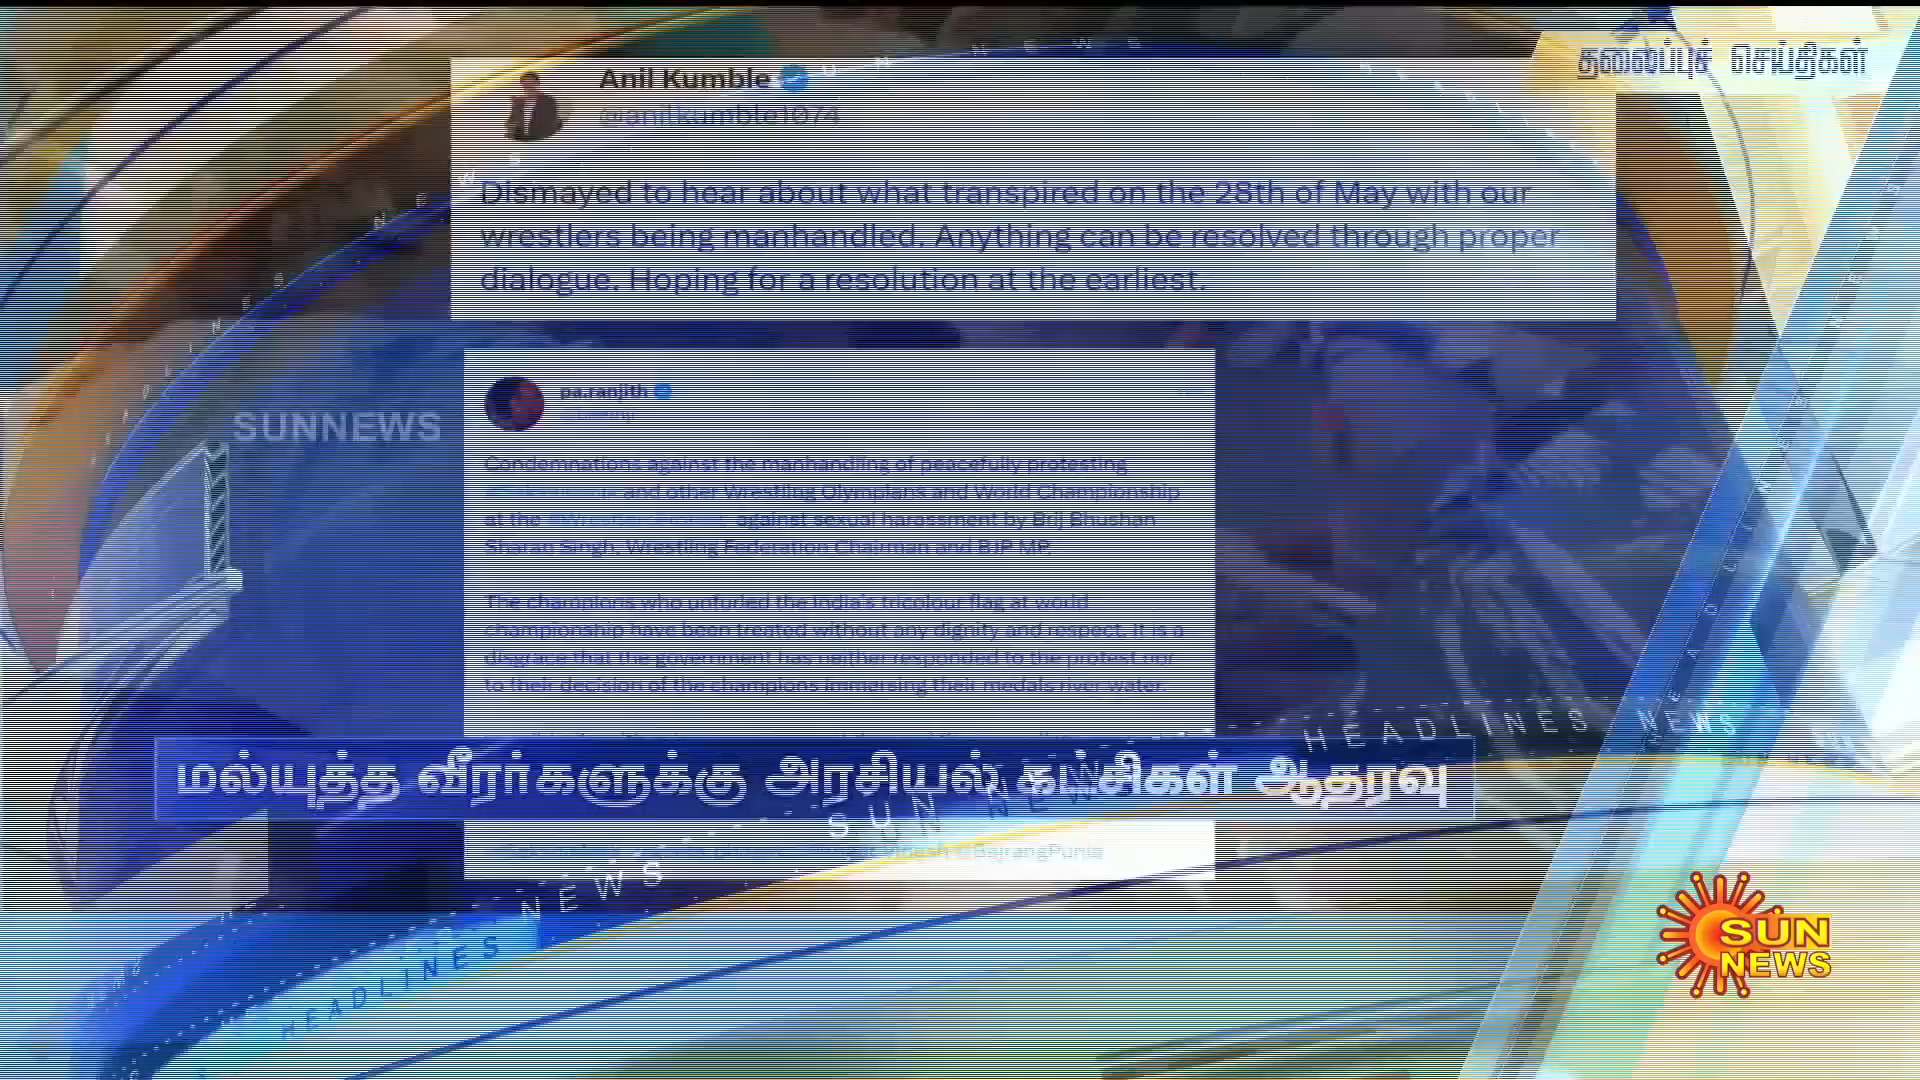 தலைப்புச் செய்திகள்
Anil Kumble
@anilkumble1074
Dismayed to hear about what transpired on the 28th of May with our
wrestlers being manhandled. Anything can be resolved through proper
dialogue. Hoping for a resolution at the earliest.
pa.ranjith
SUNNEWS
Condemnations against the manhandling of peacefully protesting
and other Wrestling Olympians and World Championship
at the against sexual harassment by Brij Bhushan
Sharan Singh, Wrestling Federation Chairman and BJP MP.
The champions who unfurled the India's tricolour flag at world
championship have been treated without any dignity and respect. It is a
disgrace that the government has neither responded to the protest nor
to their decision of the champions immersing their medals river water.
HEADLINES NEWS
மல்யுத்த வீரர்களுக்கு அரசியல் கட்சிகள் ஆதரவு
SUN NEWS
@BajrangPunia
NEWS
HEADLINES
SUN
NEWS